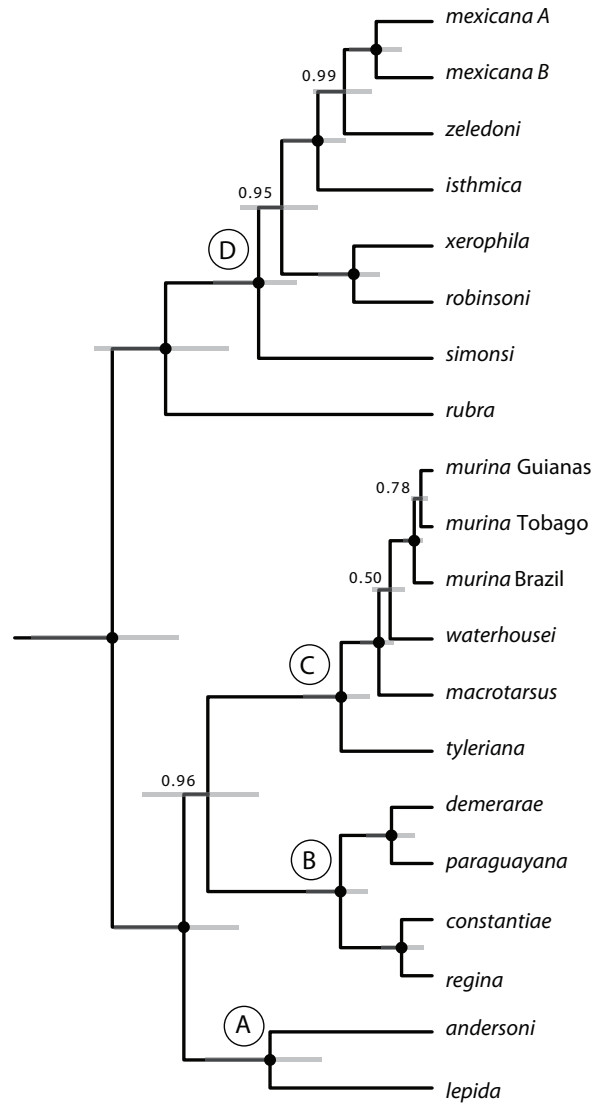 mexicana A
mexicana B
0.99
zeledoni
isthmica
0.95
xerophila
D
robinsoni
simonsi
rubra
murina Guianas
0.78
murina Tobago
0.50
murina Brazil
waterhousei
C
macrotarsus
tyleriana
0.96
demerarae
B
paraguayana
constantiae
regina
A
andersoni
lepida